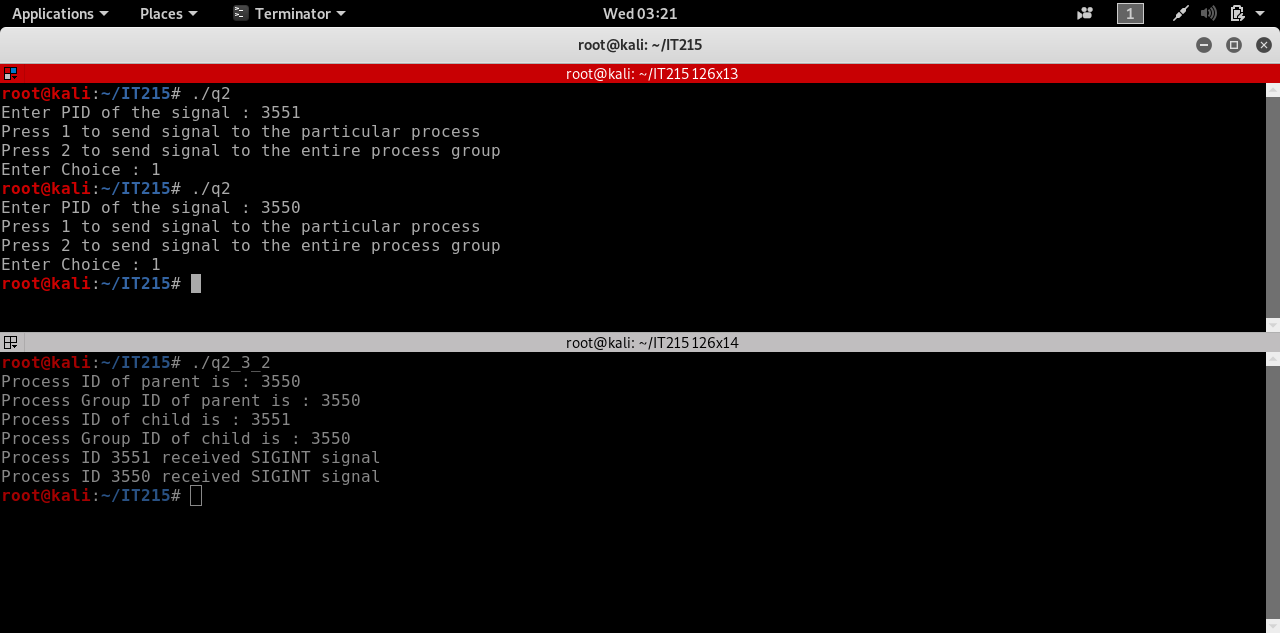 Applications Places Terminator Wed 03:21 1
root@kali: ~/IT215
root@kali: ~/IT215 126x13
root@kali:~/IT215# ./q2
Enter PID of the signal : 3551
Press 1 to send signal to the particular process
Press 2 to send signal to the entire process group
Enter Choice : 1
root@kali:~/IT215# ./q2
Enter PID of the signal : 3550
Press 1 to send signal to the particular process
Press 2 to send signal to the entire process group
Enter Choice : 1
root@kali:~/IT215#
root@kali: ~/IT215 126x14
root@kali:~/IT215# ./q2_3_2
Process ID of parent is : 3550
Process Group ID of parent is : 3550
Process ID of child is : 3551
Process Group ID of child is : 3550
Process ID 3551 received SIGINT signal
Process ID 3550 received SIGINT signal
root@kali:~/IT215#